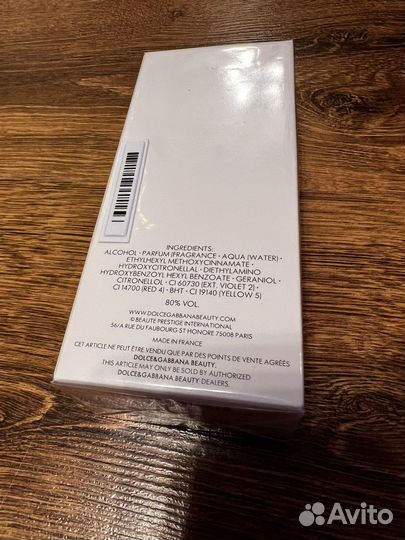 INGREDIENTS:
ALCOHOL • PARFUM (FRAGRANCE • AQUA (WATER) •
ETHYLHEXYL METHOXYCINNAMATE •
HYDROXYCITRONELLAL • DIETHYLAMINO
HYDROXYBENZOYL HEXYL BENZOATE • GERANIOL •
CITRONELLOL • CI 60730 (EXT. VIOLET 2) •
CI 14700 (RED 4) • BHT • CI 19140 (YELLOW 5)
80% VOL.
WWW.DOLCEGABBANABEAUTY.COM
© BEAUTE PRESTIGE INTERNATIONAL
56/A RUE DU FAUBOURG ST HONORE 75008 PARIS
MADE IN FRANCE
CET ARTICLE NE PEUT ÊTRE VENDU QUE PAR DES POINTS DE VENTE AGRÉÉS
DOLCE&GABBANA BEAUTY.
THIS ARTICLE MAY ONLY BE SOLD BY AUTHORIZED
DOLCE&GABBANA BEAUTY DEALERS.
Avito